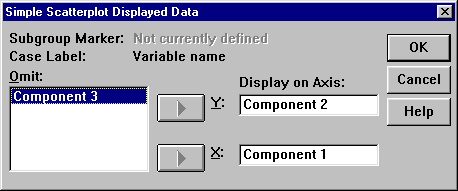 Simple Scatterplot Displayed Data
Subgroup Marker: Not currently defined
Case Label: Variable name
Omit:
Component 3
Display on Axis:
Y: Component 2
X: Component 1
OK
Cancel
Help